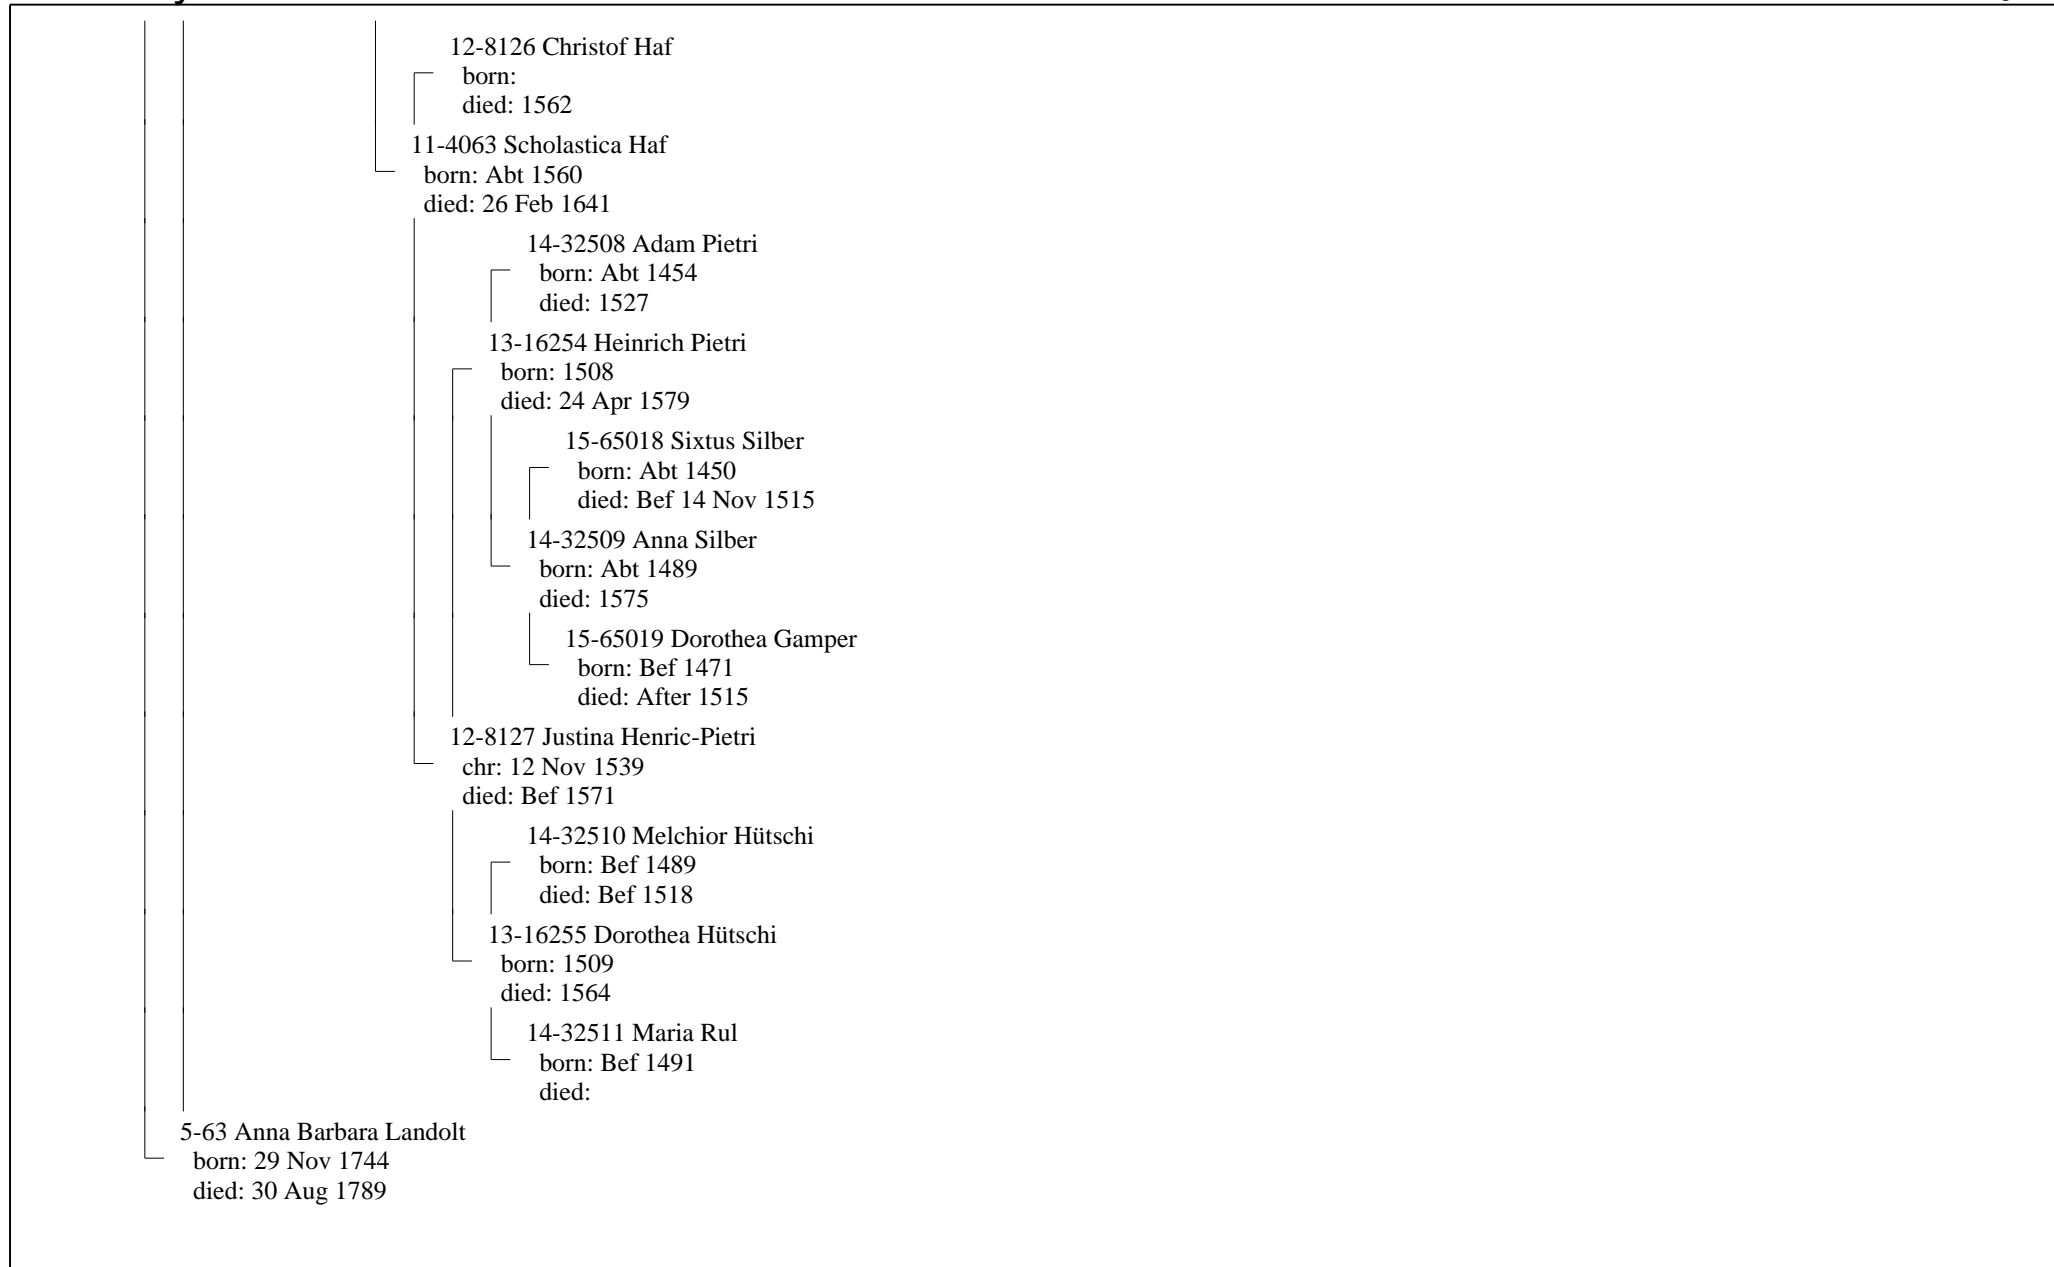 12-8126 Christof Haf
born:
died: 1562
11-4063 Scholastica Haf
born: Abt 1560
died: 26 Feb 1641
14-32508 Adam Pietri
born: Abt 1454
died: 1527
13-16254 Heinrich Pietri
born: 1508
died: 24 Apr 1579
15-65018 Sixtus Silber
born: Abt 1450
died: Bef 14 Nov 1515
14-32509 Anna Silber
born: Abt 1489
died: 1575
15-65019 Dorothea Gamper
born: Bef 1471
died: After 1515
12-8127 Justina Henric-Pietri
chr: 12 Nov 1539
died: Bef 1571
14-32510 Melchior Hütschi
born: Bef 1489
died: Bef 1518
13-16255 Dorothea Hütschi
born: 1509
died: 1564
14-32511 Maria Rul
born: Bef 1491
died:
5-63 Anna Barbara Landolt
born: 29 Nov 1744
died: 30 Aug 1789